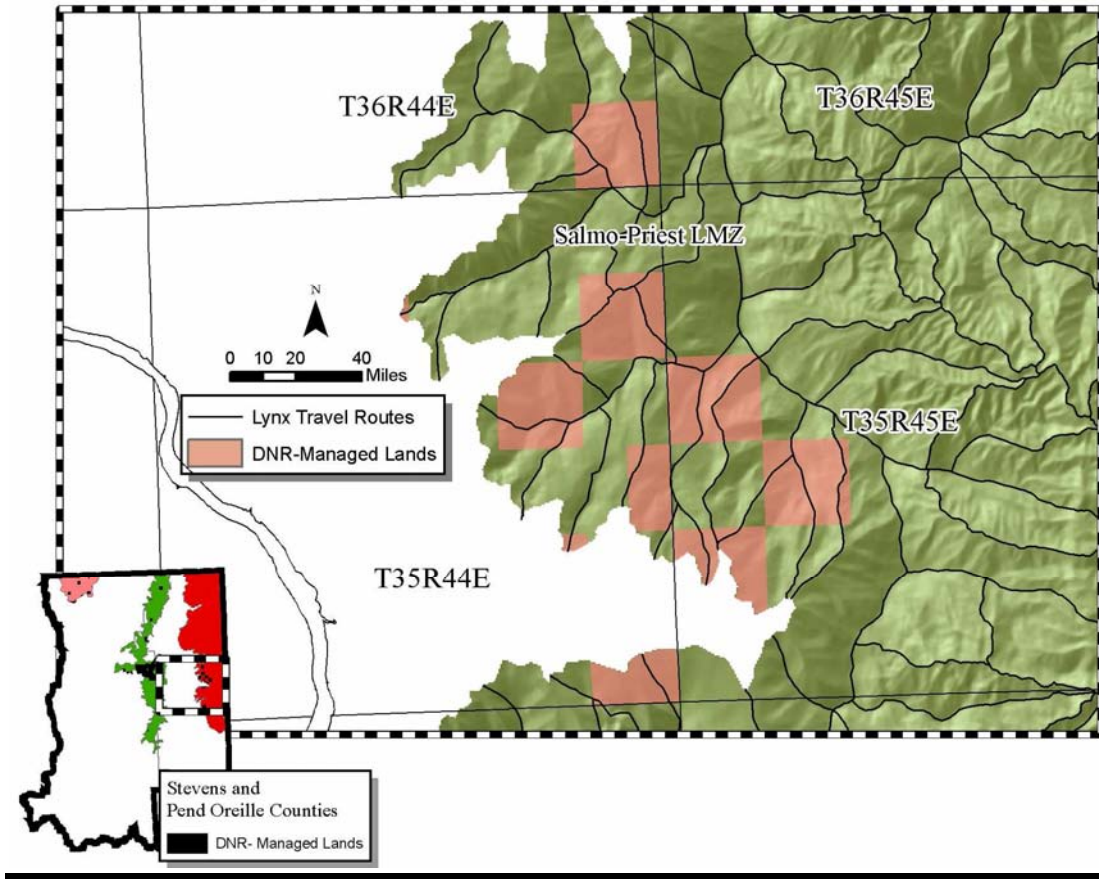 T36R44E
T36R45E
Salmo-Priest LMZ
N
0 10 20 40
Miles
Lynx Travel Routes
DNR-Managed Lands
T35R45E
T35R44E
Stevens and
Pend Oreille Counties
DNR- Managed Lands